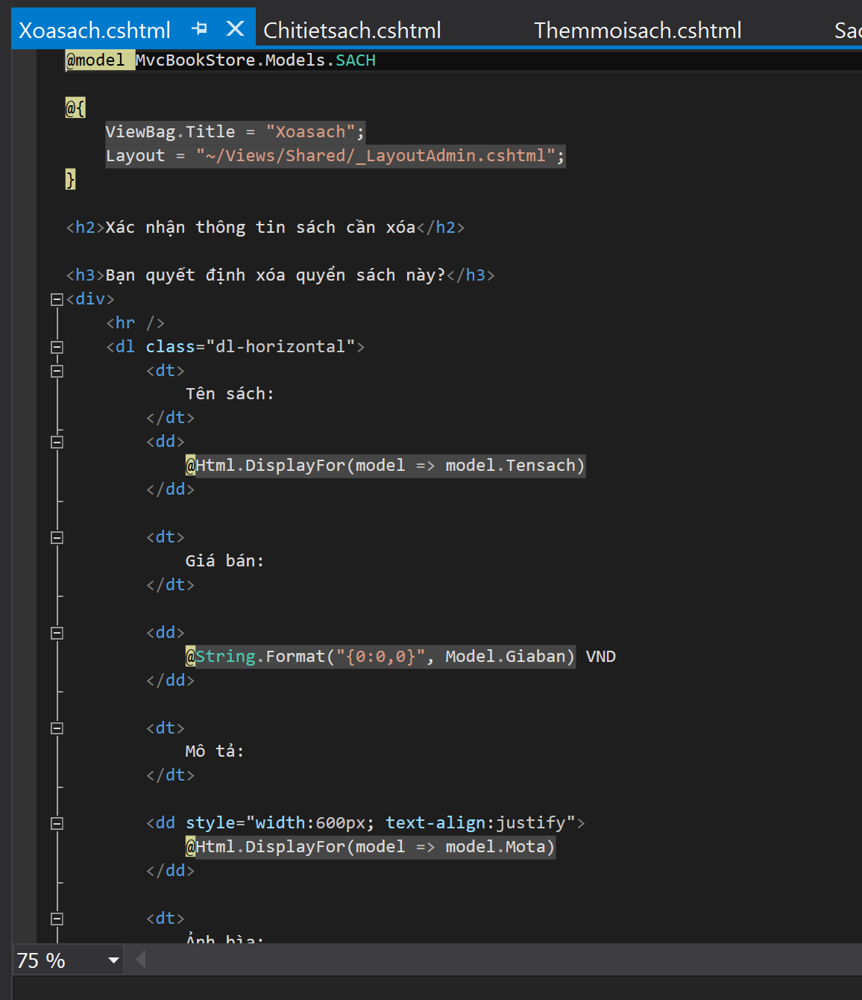 Xoasach.cshtml Chitietsach.cshtml Themmoisach.cshtml Sac
@model MvcBookStore.Models.SACH
@{
ViewBag.Title = "Xoasach";
Layout = "~/Views/Shared/_LayoutAdmin.cshtml";
}
<h2>Xác nhận thông tin sách cần xóa</h2>
<h3>Bạn quyết định xóa quyển sách này?</h3>
<div>
<hr />
<dl class="dl-horizontal">
<dt>
Tên sách:
</dt>
<dd>
@Html.DisplayFor(model => model.Tensach)
</dd>
<dt>
Giá bán:
</dt>
<dd>
@String.Format("{0:0,0}", Model.Giaban) VND
</dd>
<dt>
Mô tả:
</dt>
<dd style="width:600px; text-align:justify">
@Html.DisplayFor(model => model.Mota)
</dd>
<dt>
Ảnh bìa:
75 %